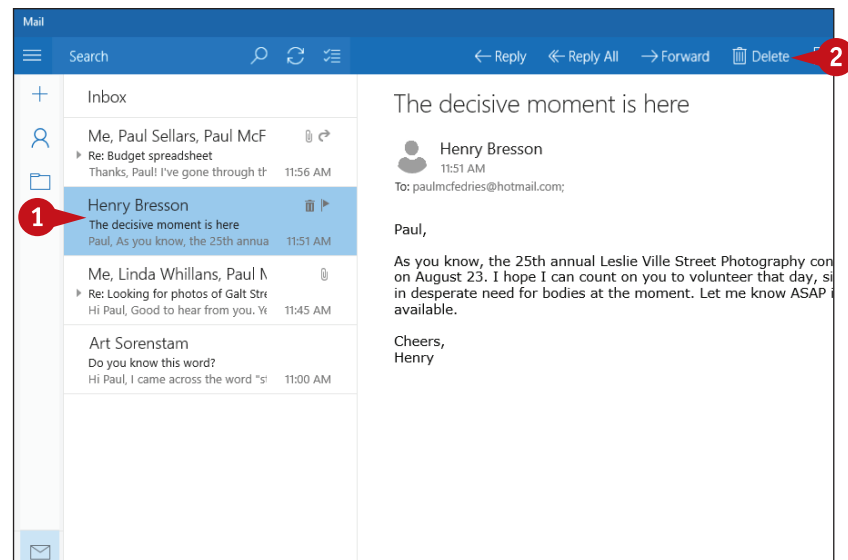 Mail
Search
Reply Reply All Forward Delete 2
Inbox
Me, Paul Sellars, Paul McF
Re: Budget spreadsheet
Thanks, Paul! I've gone through th 11:56 AM
1
Henry Bresson
The decisive moment is here
Paul, As you know, the 25th annua 11:51 AM
Me, Linda Whillans, Paul
Re: Looking for photos of Galt Stre
Hi Paul, Good to hear from you. Ye 11:45 AM
Art Sorenstam
Do you know this word?
Hi Paul, I came across the word "st 11:00 AM
The decisive moment is here
Henry Bresson
11:51 AM
To: paulmcfedries@hotmail.com;
Paul,
As you know, the 25th annual Leslie Ville Street Photography con
on August 23. I hope I can count on you to volunteer that day, si
in desperate need for bodies at the moment. Let me know ASAP i
available.
Cheers,
Henry